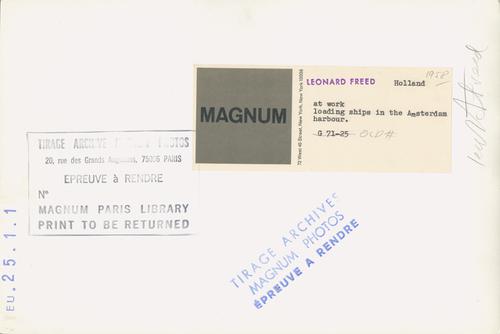 MAGNUM
72 West 45 Street, New York, New York 10036
LEONARD FREED Holland 1958
at work
loading ships in the Amsterdam
harbour.
G 71-25 OLD#
TIRAGE ARCHIVE PHOTOS
20, rue des Grands Augustins, 75006 PARIS
EPREUVE à RENDRE
N°
MAGNUM PARIS LIBRARY
PRINT TO BE RETURNED
TIRAGE ARCHIVES
MAGNUM PHOTOS
ÉPREUVE A RENDRE
EU.25.1.1